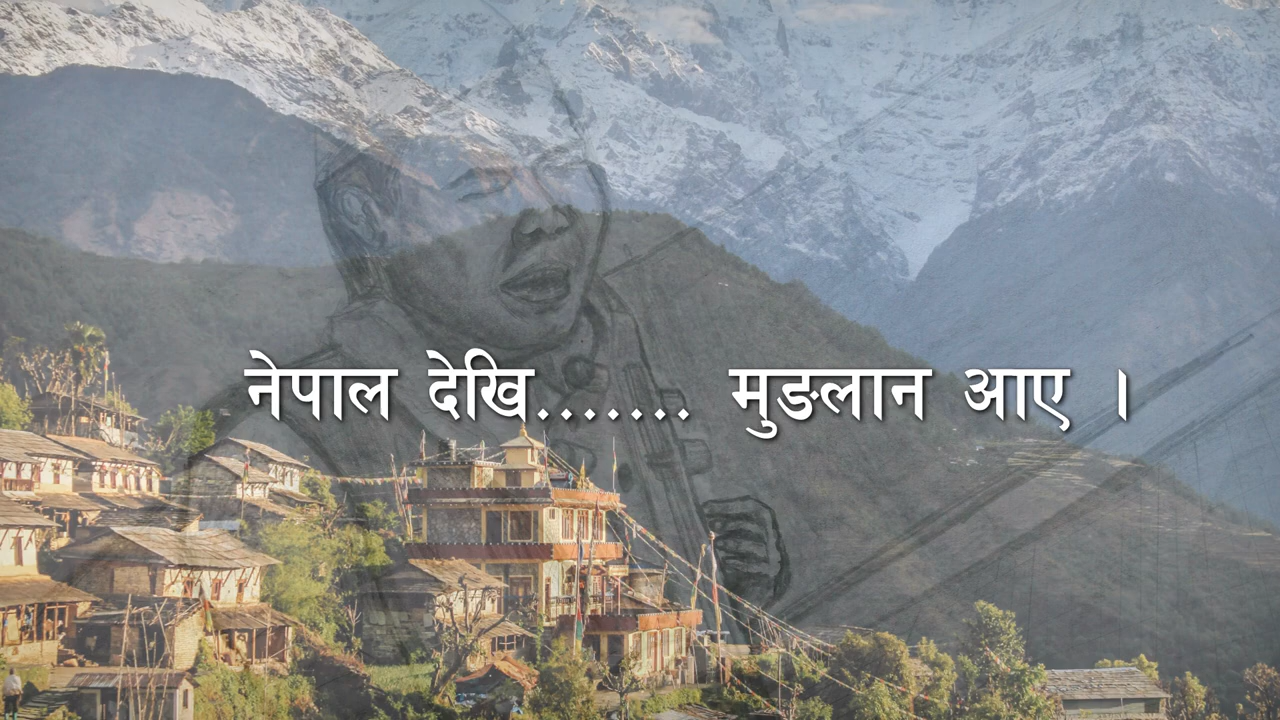 नेपाल देखि....... मुङलान आए ।